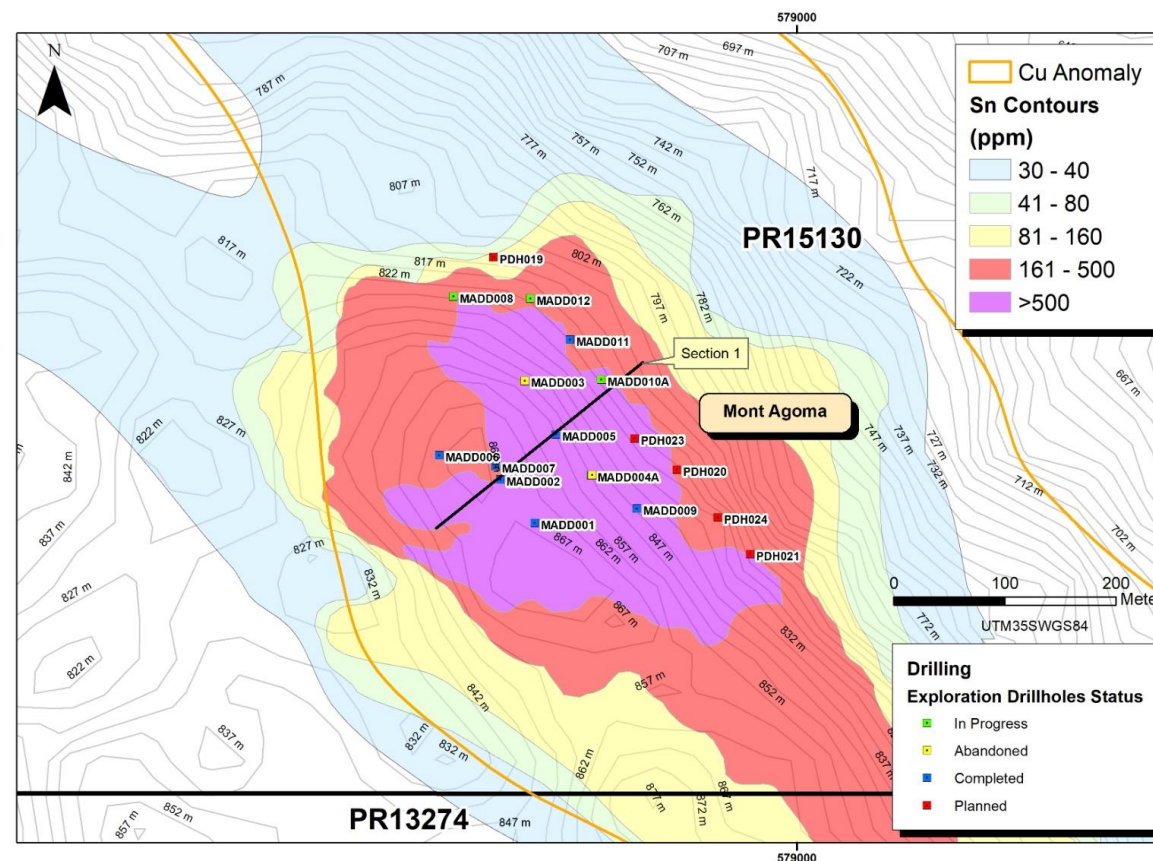 579000
N
787 m
707 m
697 m
777 m
757 m
742 m
752 m
717 m
807 m
762 m
817 m
PR15130
722 m
817 m
822 m
802 m
PDH019
MADD008
MADD012
797 m
782 m
MADD011
Section 1
MADD003
MADD010A
667 m
Mont Agoma
822 m
827 m
MADD005
PDH023
747 m
737 m
727 m
732 m
842 m
MADD006
MADD007
MADD002
MADD004A
PDH020
712 m
837 m
MADD009
PDH024
MADD001
867 m
862 m
857 m
847 m
702 m
827 m
832 m
PDH021
827 m
867 m
832 m
772 m
822 m
857 m
852 m
842 m
837 m
832 m
832 m
862 m
837 m
872 m
852 m
857 m
847 m
PR13274
579000
Cu Anomaly
Sn Contours
(ppm)
30 - 40
41 - 80
81 - 160
161 - 500
>500
0 100 200
Mete
UTM35SWGS84
Drilling
Exploration Drillholes Status
In Progress
Abandoned
Completed
Planned